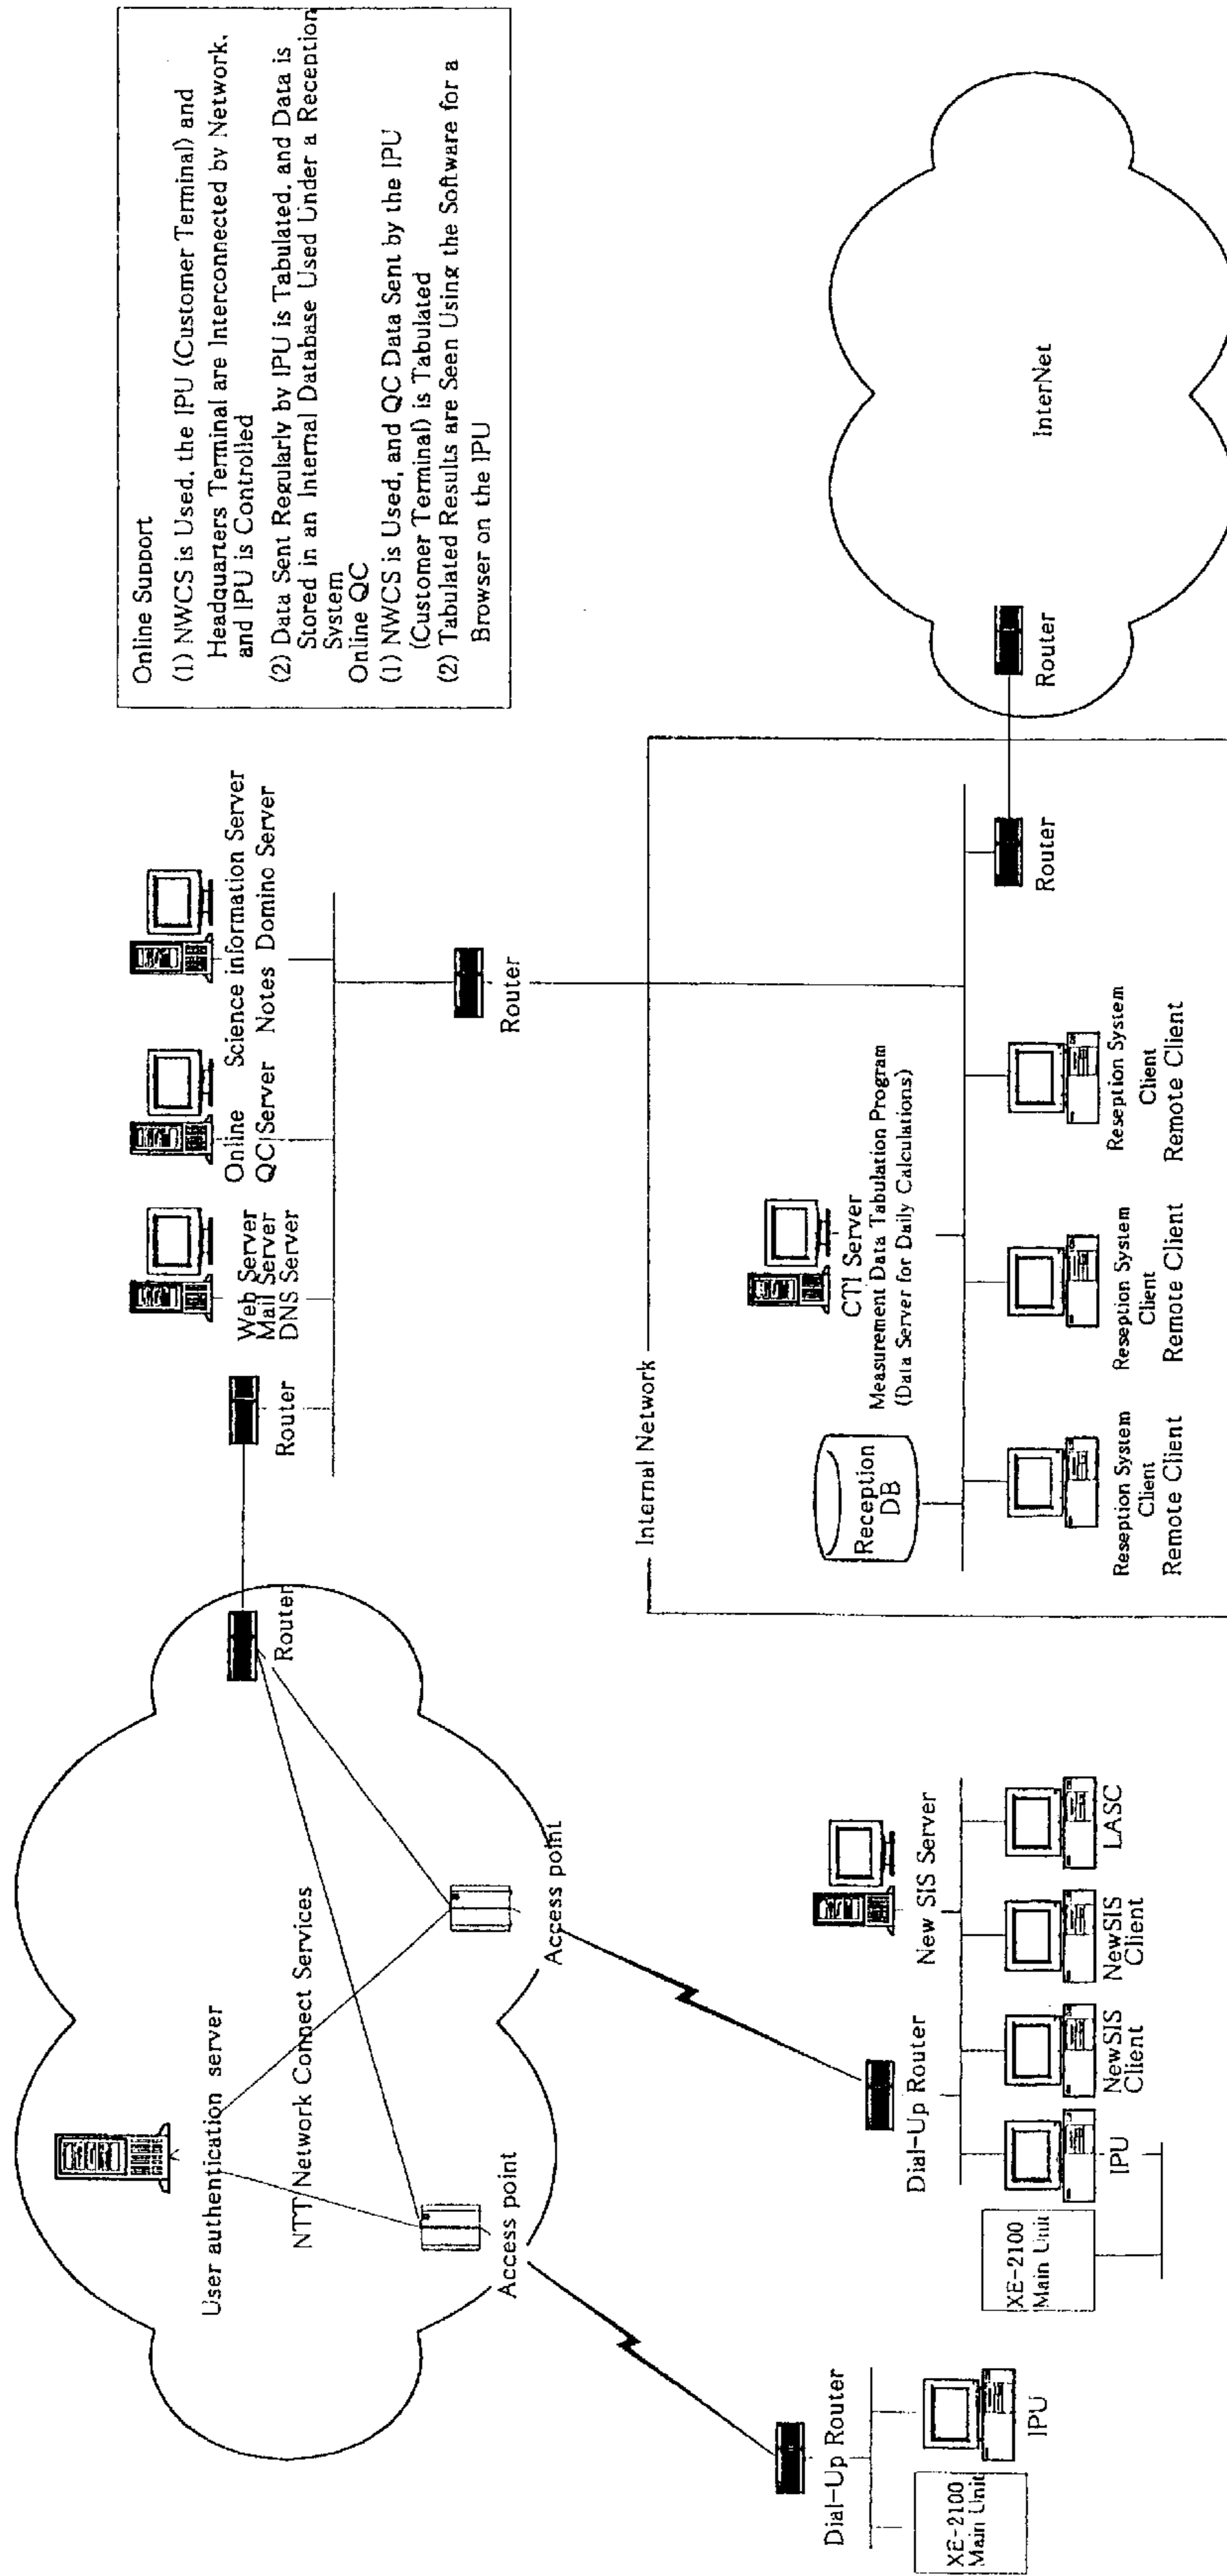 Online Support
(1) NWCS is Used, the IPU (Customer Terminal) and
Headquarters Terminal are Interconnected by Network,
and IPU is Controlled
(2) Data Sent Regularly by IPU is Tabulated, and Data is
Stored in an Internal Database Used Under a Reception
System
Online QC
(1) NWCS is Used, and QC Data Sent by the IPU
(Customer Terminal) is Tabulated
(2) Tabulated Results are Seen Using the Software for a
Browser on the IPU
User authentication server
NTT Network Connect Services
Access point
Access point
Router
Router
Web Server
Mail Server
DNS Server
Online
QC Server
Science information Server
Notes Domino Server
Router
Internal Network
Reception
DB
CTI Server
Measurement Data Tabulation Program
(Data Server for Daily Calculations)
Reseption System
Client
Remote Client
Reseption System
Client
Remote Client
Reseption System
Client
Remote Client
Router
Router
InterNet
Dial-Up Router
XE-2100
Main Unit
IPU
Dial-Up Router
New SIS Server
XE-2100
Main Unit
IPU
NewSIS
Client
NewSIS
Client
LASC